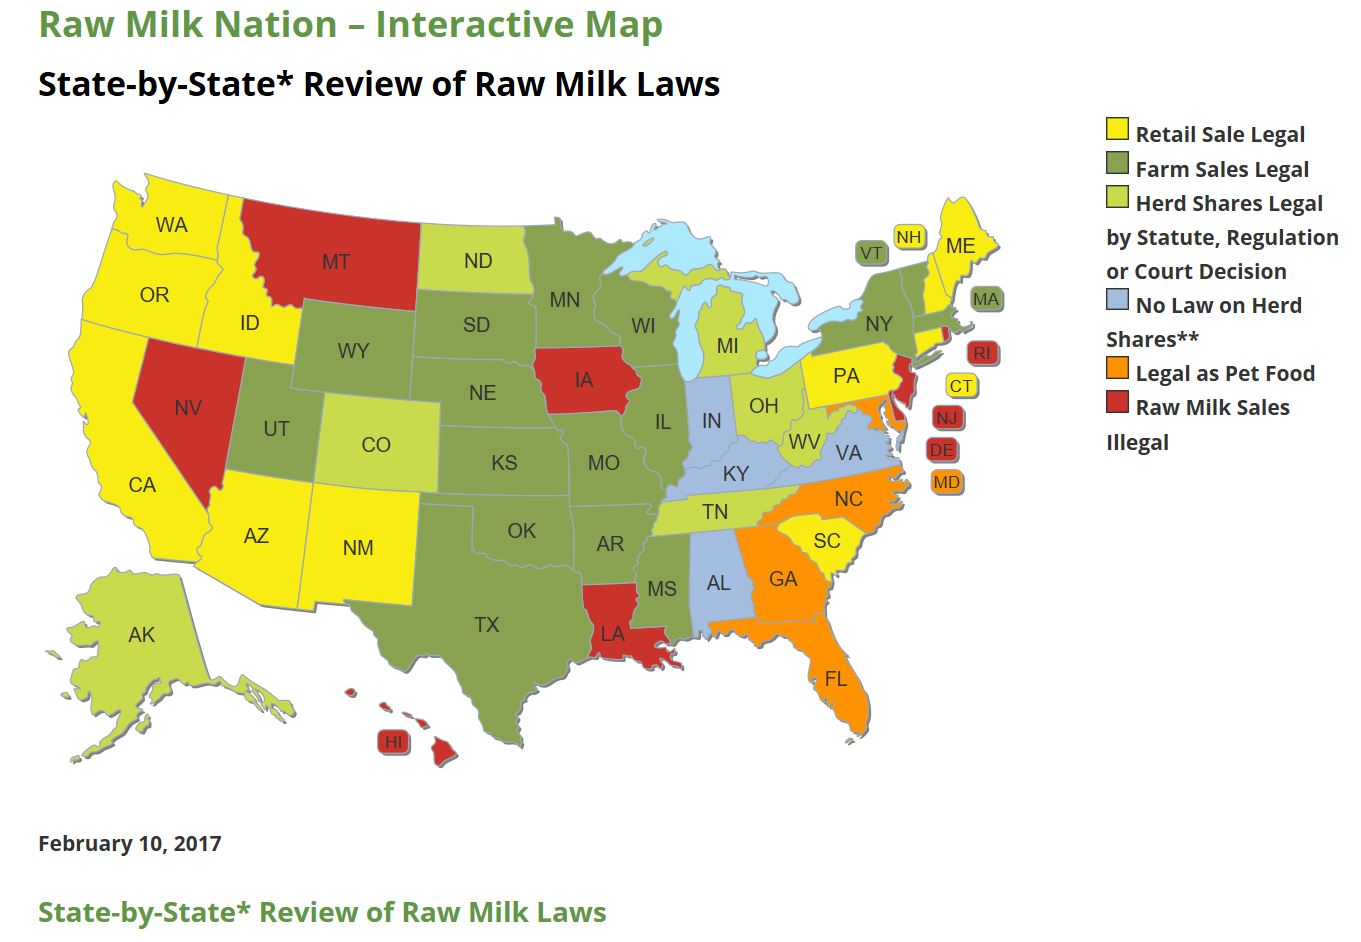 Raw Milk Nation – Interactive Map
State-by-State* Review of Raw Milk Laws
Retail Sale Legal
Farm Sales Legal
Herd Shares Legal
by Statute, Regulation
or Court Decision
No Law on Herd
Shares**
Legal as Pet Food
Raw Milk Sales
Illegal
WA
MT
ND
MN
VT
NH
ME
OR
ID
SD
WI
NY
MA
WY
MI
RI
NV
NE
IA
PA
CT
UT
CO
IL
IN
OH
NJ
CA
KS
MO
WV
VA
DE
KY
MD
AZ
NM
OK
AR
TN
NC
SC
TX
MS
AL
GA
LA
AK
FL
HI
February 10, 2017
State-by-State* Review of Raw Milk Laws